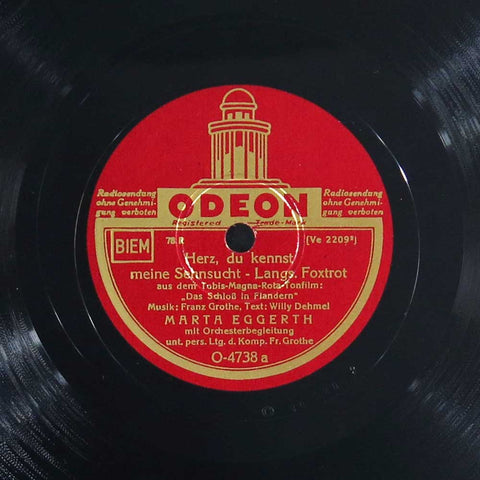 ODEON
Registered Trade-Mark
Radiosendung
ohne Genehmi-
gung verboten
Radiosendung
ohne Genehmi-
gung verboten
BIEM
78 R
(Ve 2209³)
Herz, du kennst
meine Sehnsucht - Langs. Foxtrot
aus dem Tobis-Magna-Rota-Tonfilm:
„Das Schloß in Flandern"
Musik: Franz Grothe, Text: Willy Dehmel
MARTA EGGERTH
mit Orchesterbegleitung
unt. pers. Ltg. d. Komp. Fr. Grothe
O-4738 a